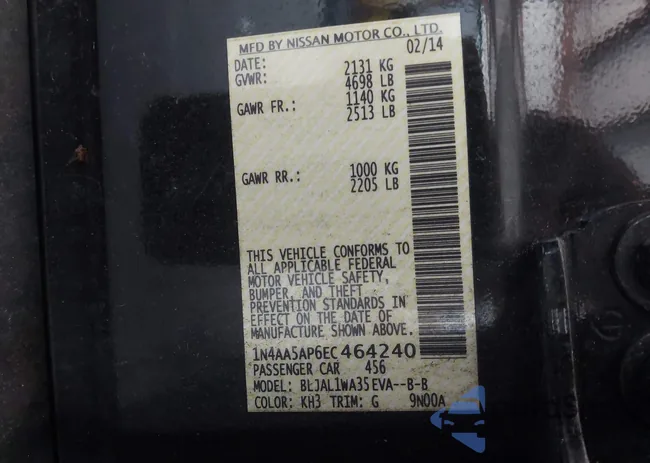 MFD BY NISSAN MOTOR CO., LTD.
DATE: 02/14
GVWR: 2131 KG
4698 LB
GAWR FR.: 1140 KG
2513 LB
GAWR RR.: 1000 KG
2205 LB
THIS VEHICLE CONFORMS TO
ALL APPLICABLE FEDERAL
MOTOR VEHICLE SAFETY,
BUMPER, AND THEFT
PREVENTION STANDARDS IN
EFFECT ON THE DATE OF
MANUFACTURE SHOWN ABOVE.
1N4AA5AP6EC464240
PASSENGER CAR 456
MODEL: BLJAL1WA35EVA--B-B
COLOR: KH3 TRIM: G 9N00A